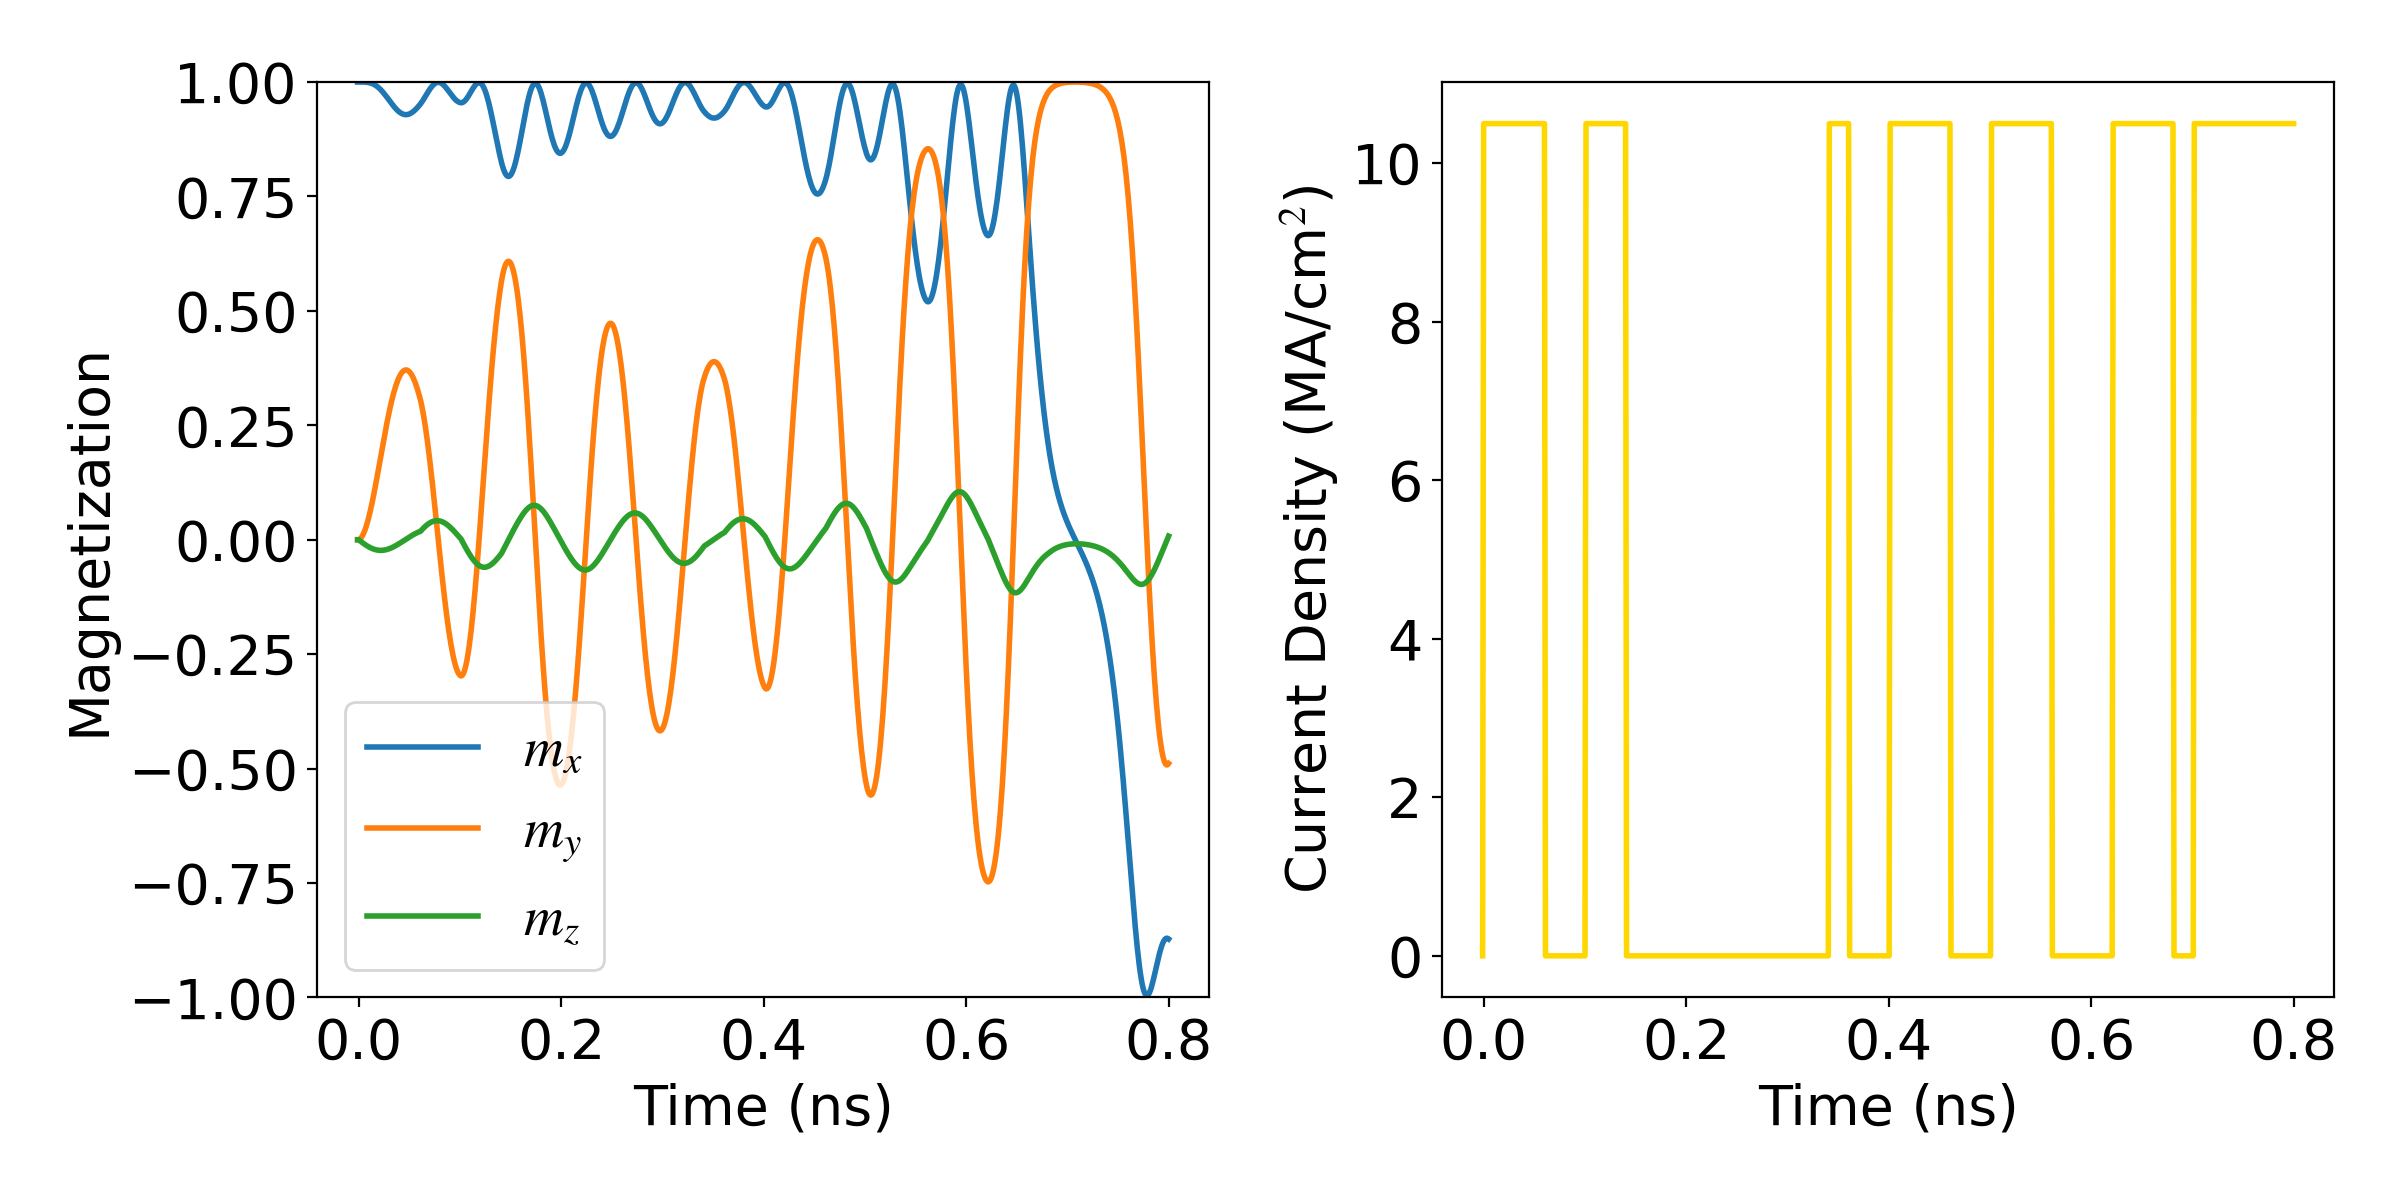 Magnetization
1.00
0.75
0.50
0.25
0.00
−0.25
−0.50
−0.75
−1.00
m_x
m_y
m_z
0.0 0.2 0.4 0.6 0.8
Time (ns)
Current Density (MA/cm²)
10
8
6
4
2
0
0.0 0.2 0.4 0.6 0.8
Time (ns)